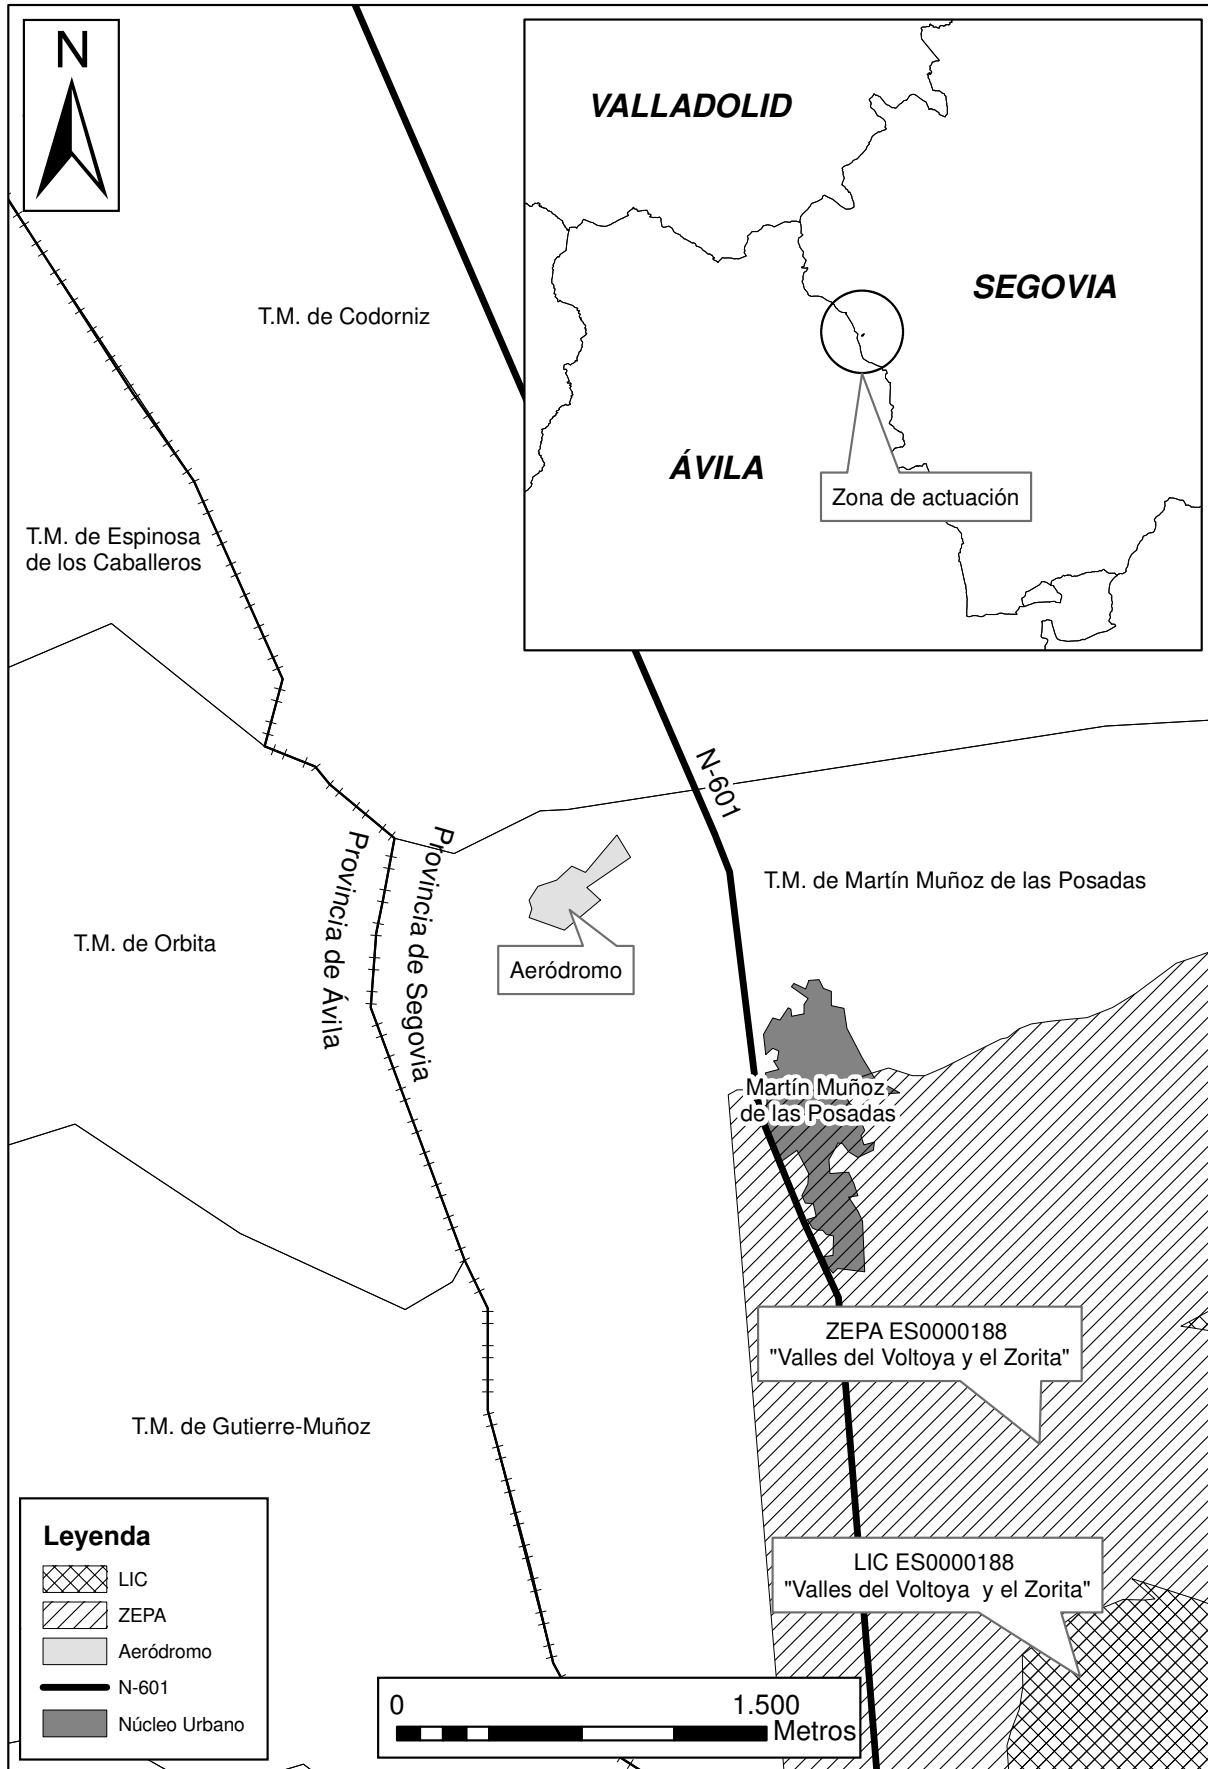 N
VALLADOLID
SEGOVIA
ÁVILA
Zona de actuación
T.M. de Codorniz
T.M. de Espinosa
de los Caballeros
N-601
Provincia de Ávila
Provincia de Segovia
T.M. de Martín Muñoz de las Posadas
T.M. de Orbita
Aeródromo
Martín Muñoz
de las Posadas
ZEPA ES0000188
"Valles del Voltoya y el Zorita"
T.M. de Gutierre-Muñoz
LIC ES0000188
"Valles del Voltoya y el Zorita"
Leyenda
LIC
ZEPA
Aeródromo
N-601
Núcleo Urbano
0 1.500
Metros